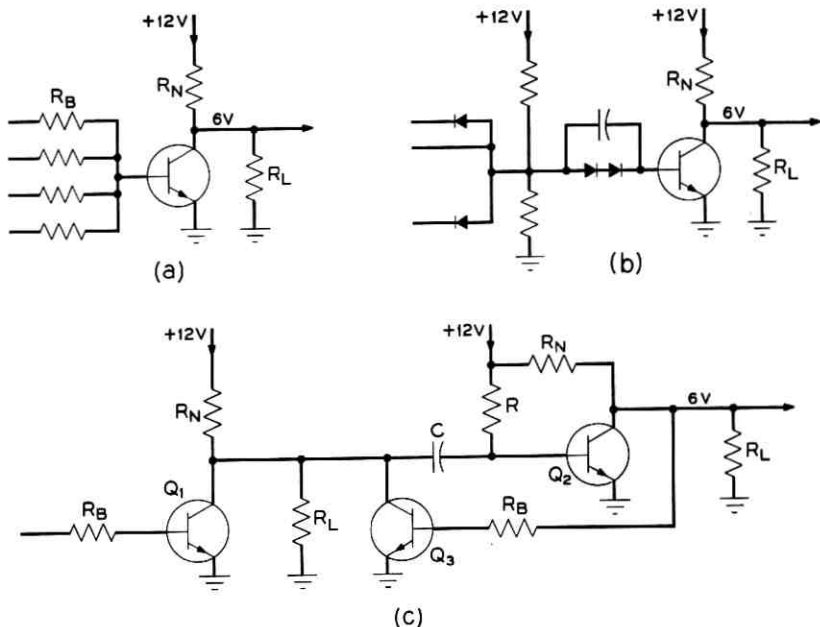 +12V
R_N
R_B
6V
R_L
(a)
+12V
+12V
R_N
6V
R_L
(b)
+12V
R_N
+12V
R_N
R
6V
C
Q_1
Q_2
R_L
R_B
R_L
R_B
Q_3
(c)